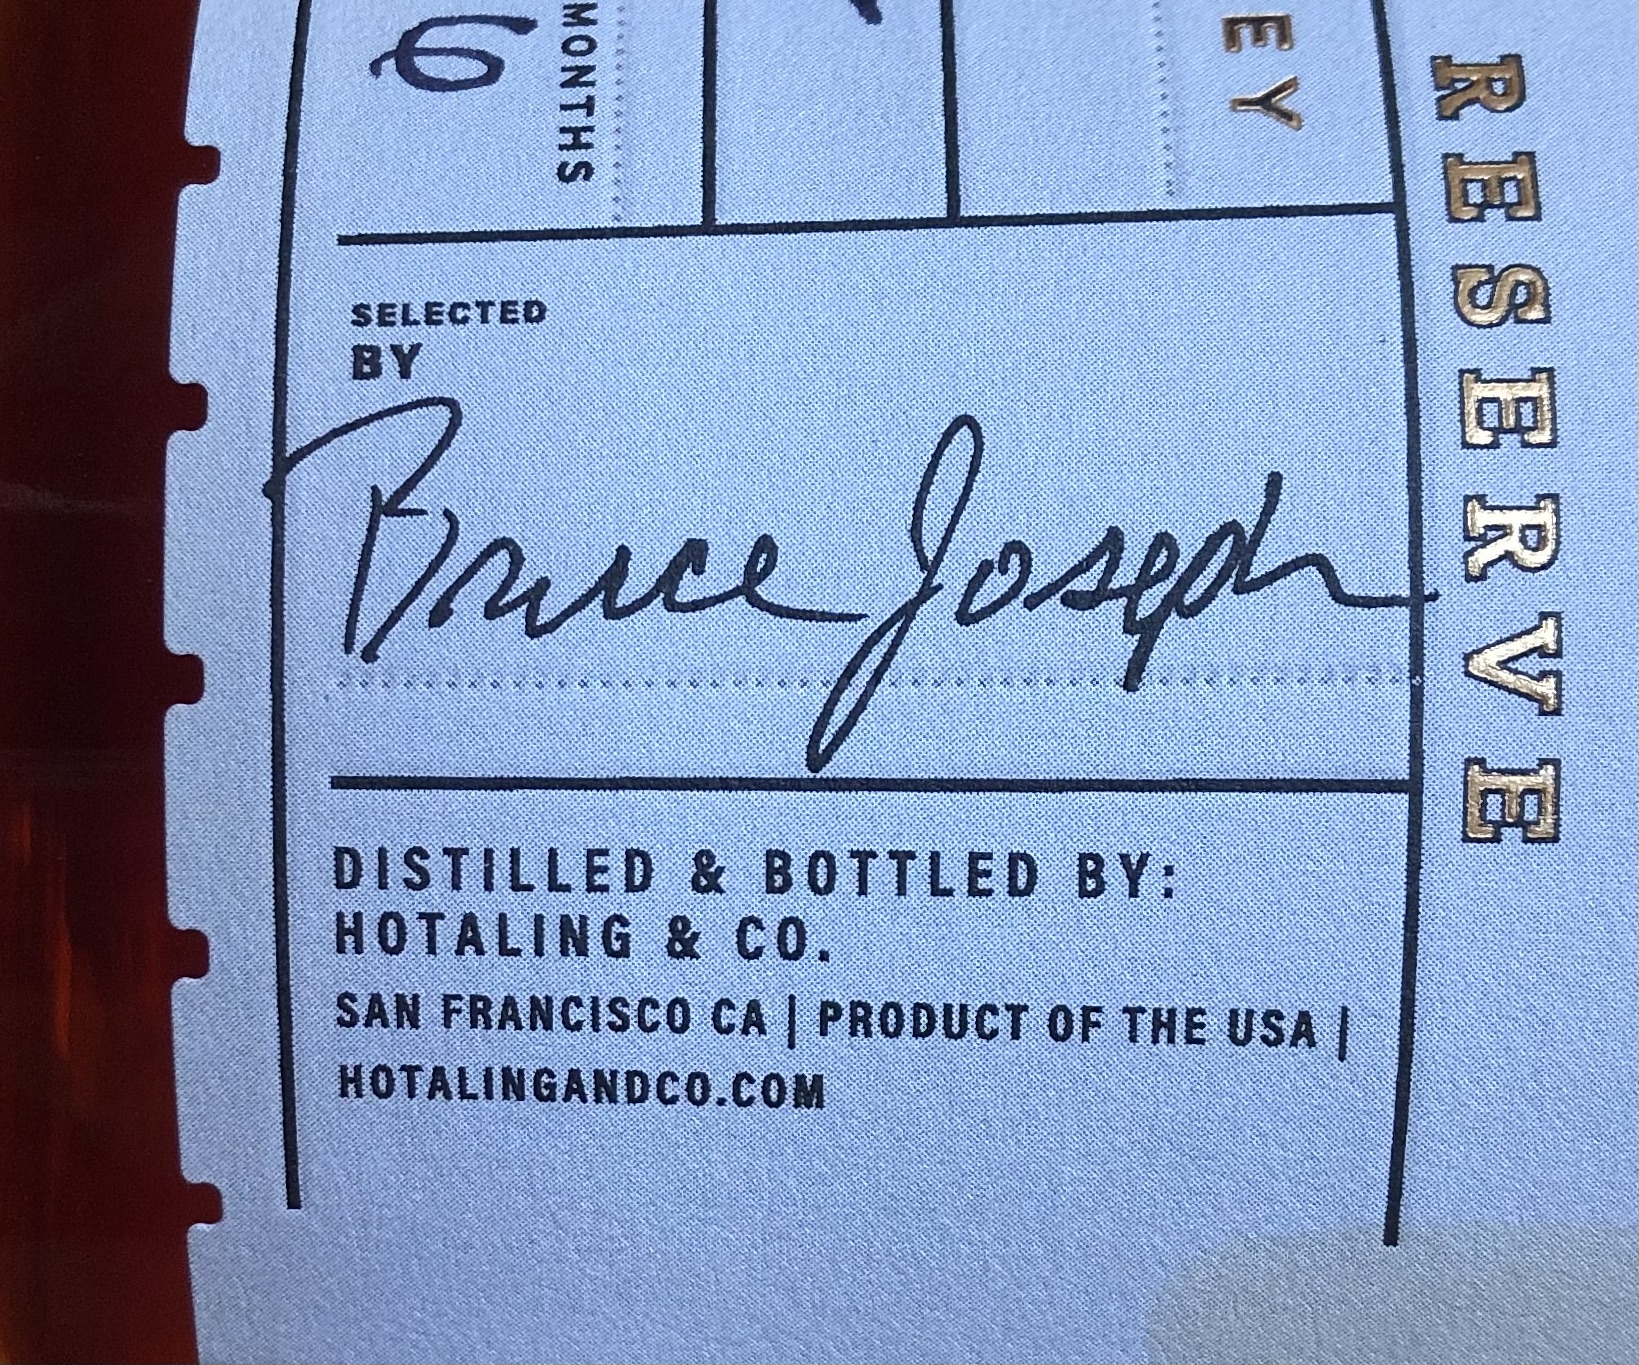 6
MONTHS
EY
RESERVE
SELECTED
BY
Bruce Joseph
DISTILLED & BOTTLED BY:
HOTALING & CO.
SAN FRANCISCO CA | PRODUCT OF THE USA |
HOTALINGANDCO.COM